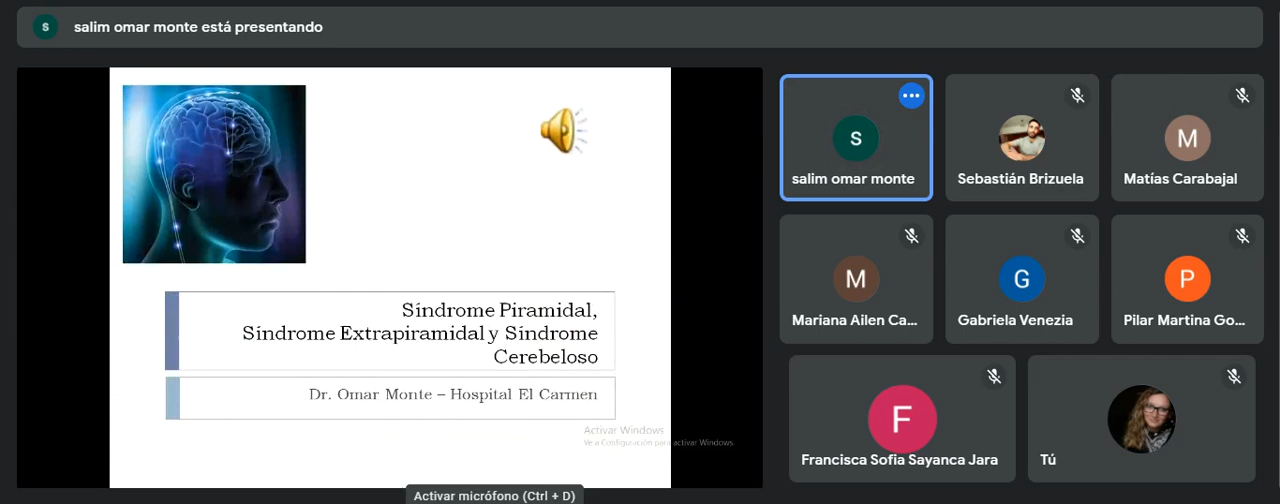 S
salim omar monte está presentando
Síndrome Piramidal,
Síndrome Extrapiramidal y Síndrome
Cerebeloso
Dr. Omar Monte – Hospital El Carmen
Activar Windows
Ve a Configuración para activar Windows.
S
salim omar monte
Sebastián Brizuela
M
Matías Carabajal
M
Mariana Ailen Ca...
G
Gabriela Venezia
P
Pilar Martina Go...
F
Francisca Sofia Sayanca Jara
Tú
Activar micrófono (Ctrl + D)